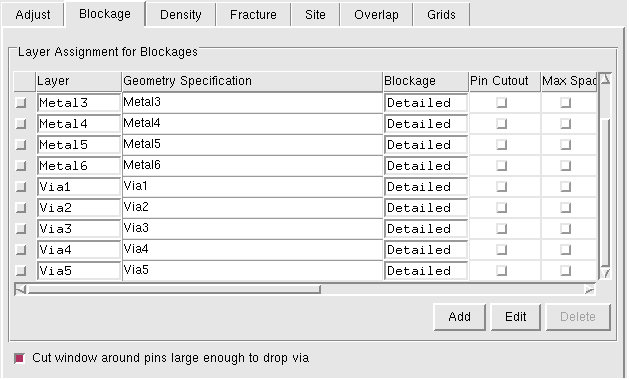 Adjust Blockage Density Fracture Site Overlap Grids
Layer Assignment for Blockages
Layer Geometry Specification Blockage Pin Cutout Max Spac
Metal3 Metal3 Detailed
Metal4 Metal4 Detailed
Metal5 Metal5 Detailed
Metal6 Metal6 Detailed
Via1 Via1 Detailed
Via2 Via2 Detailed
Via3 Via3 Detailed
Via4 Via4 Detailed
Via5 Via5 Detailed
Add Edit Delete
Cut window around pins large enough to drop via